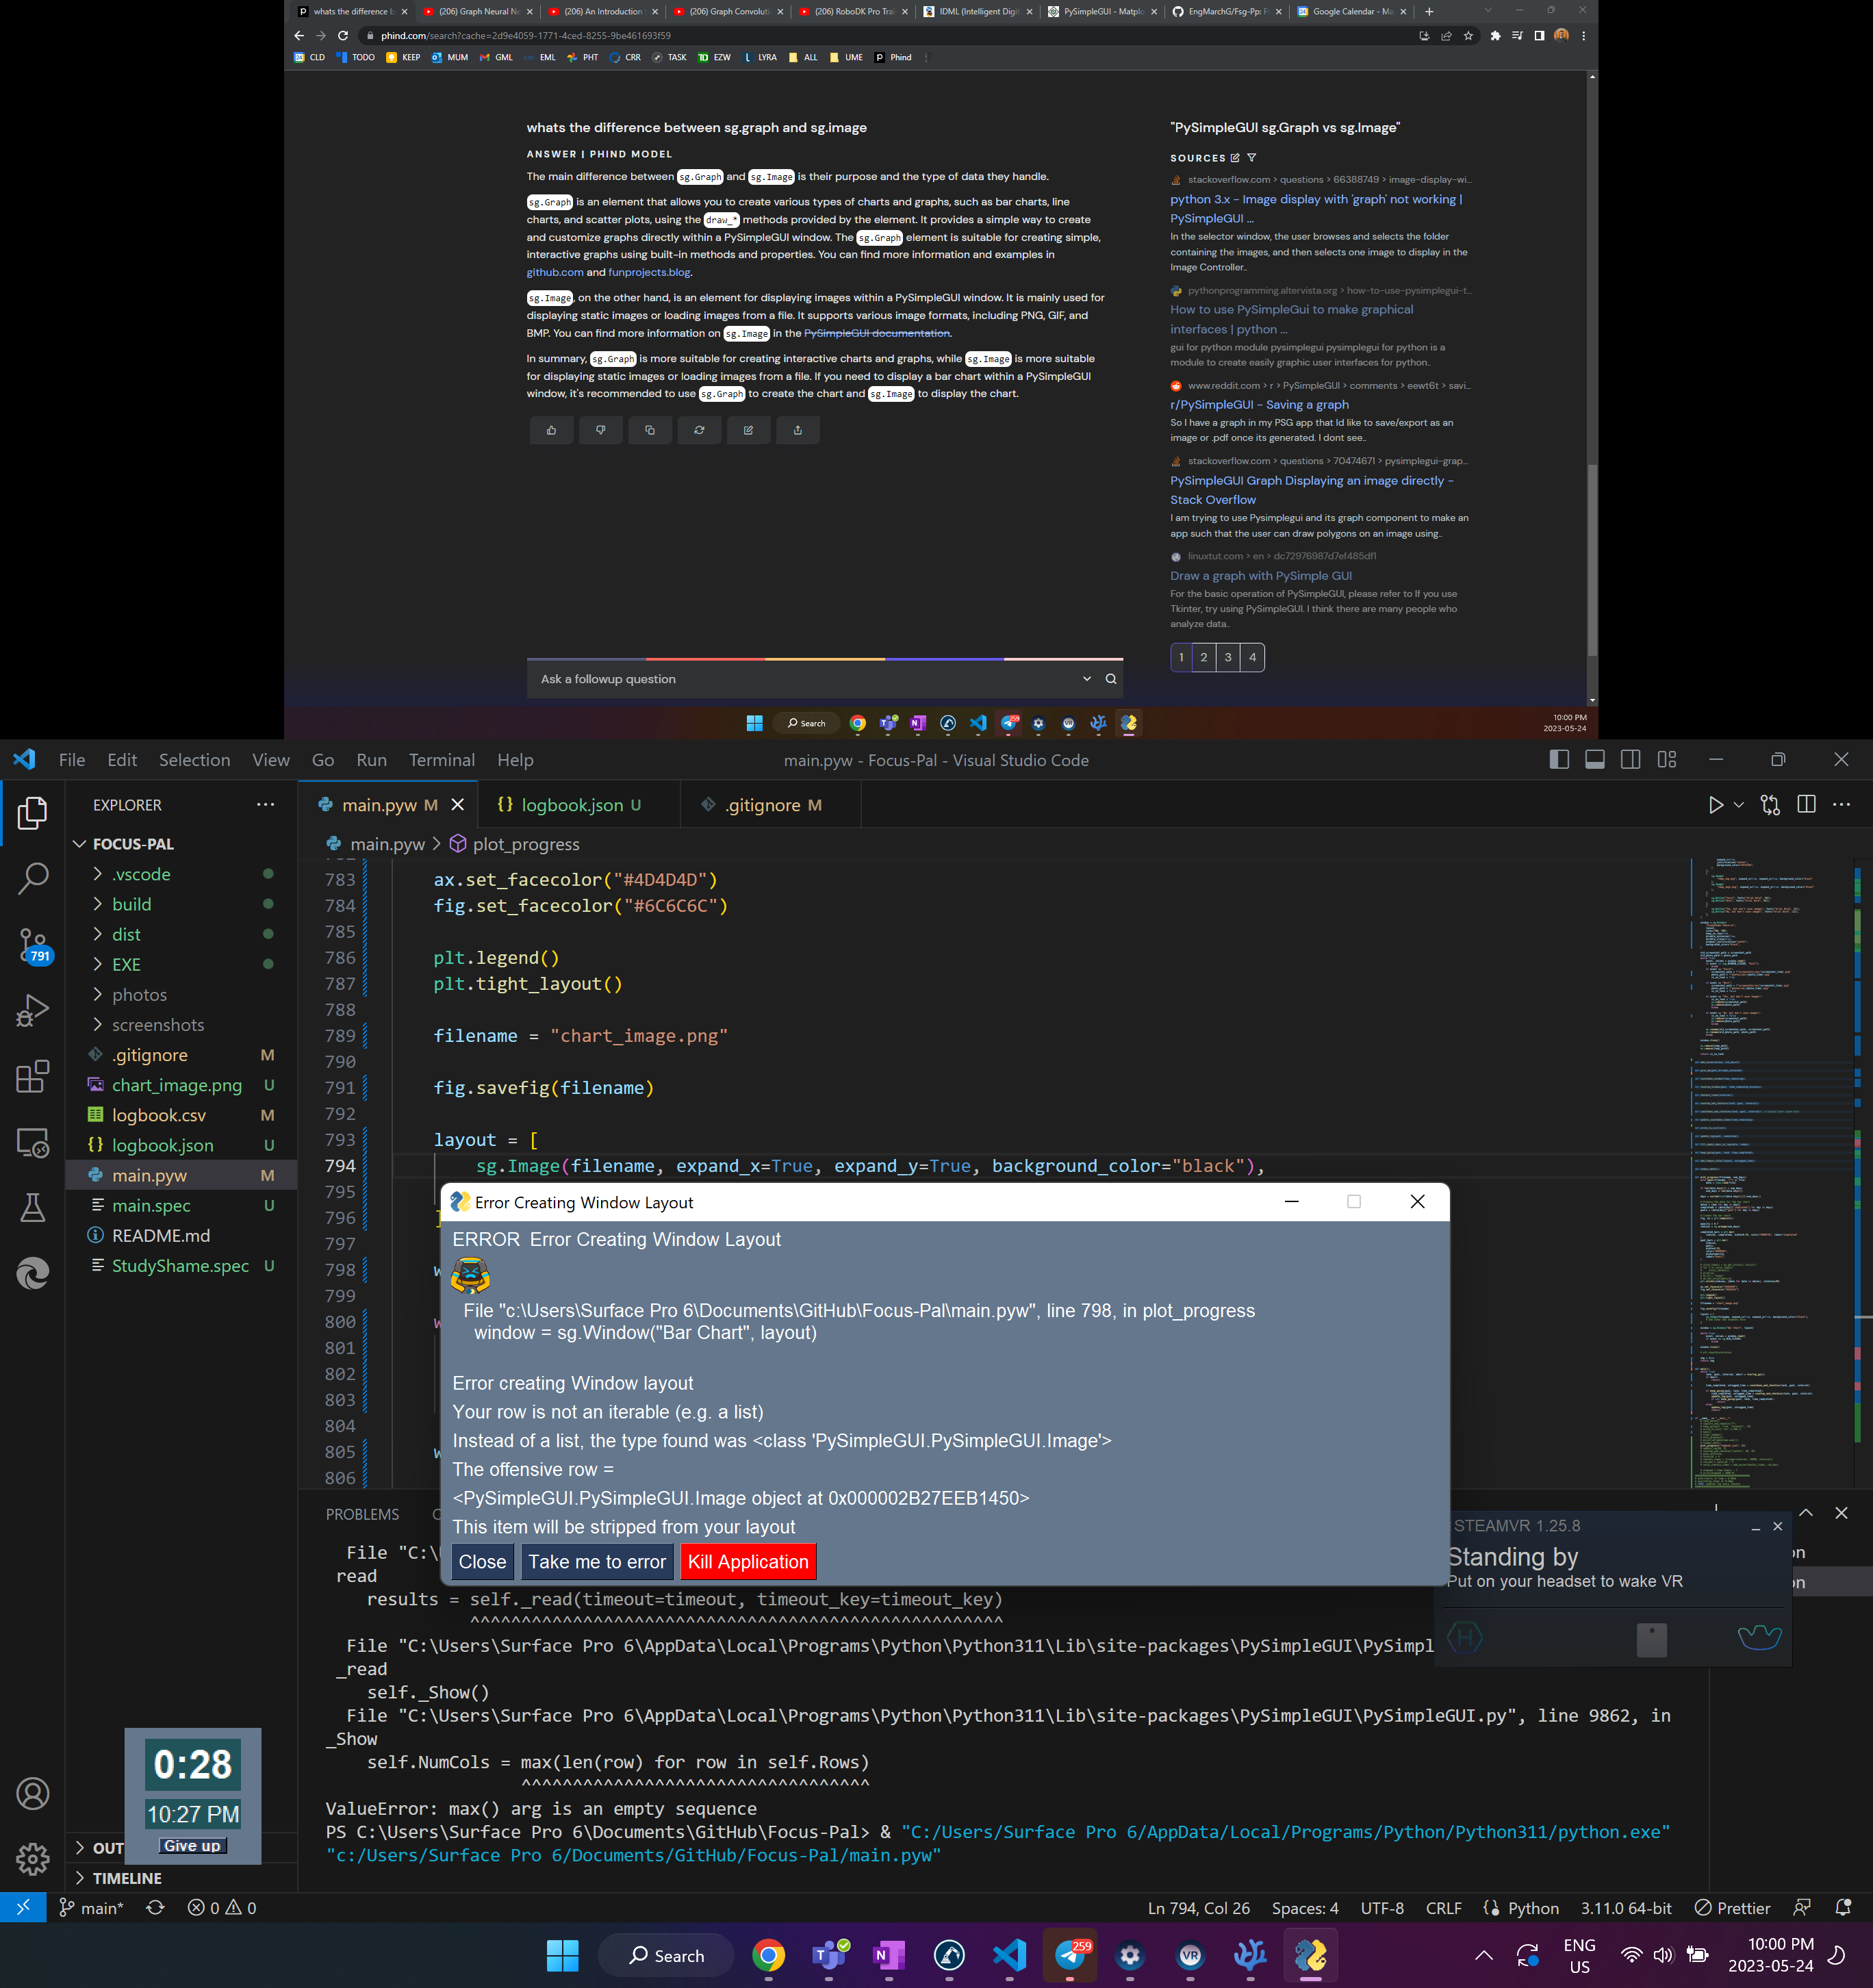 whats the difference b
(206) Graph Neural Ne
(206) An Introduction
(206) Graph Convoluti
(206) RoboDK Pro Trai
IDML (Intelligent Digit
PySimpleGUI - Matplo
EngMarchG/Fsg-Pp: F
Google Calendar - Ma
phind.com/search?cache=2d9e4059-1771-4ced-8255-9be461693f59
CLD TODO KEEP MUM GML EML PHT CRR TASK EZW LYRA ALL UME Phind
whats the difference between sg.graph and sg.image
ANSWER | PHIND MODEL
The main difference between sg.Graph and sg.Image is their purpose and the type of data they handle.
sg.Graph is an element that allows you to create various types of charts and graphs, such as bar charts, line
charts, and scatter plots, using the draw_* methods provided by the element. It provides a simple way to create
and customize graphs directly within a PySimpleGUI window. The sg.Graph element is suitable for creating simple,
interactive graphs using built-in methods and properties. You can find more information and examples in
github.com and funprojects.blog.
sg.Image, on the other hand, is an element for displaying images within a PySimpleGUI window. It is mainly used for
displaying static images or loading images from a file. It supports various image formats, including PNG, GIF, and
BMP. You can find more information on sg.Image in the PySimpleGUI documentation.
In summary, sg.Graph is more suitable for creating interactive charts and graphs, while sg.Image is more suitable
for displaying static images or loading images from a file. If you need to display a bar chart within a PySimpleGUI
window, it's recommended to use sg.Graph to create the chart and sg.Image to display the chart.
Ask a followup question
"PySimpleGUI sg.Graph vs sg.Image"
SOURCES
stackoverflow.com > questions > 66388749 > image-display-wi...
python 3.x - Image display with 'graph' not working |
PySimpleGUI ...
In the selector window, the user browses and selects the folder
containing the images, and then selects one image to display in the
Image Controller..
pythonprogramming.altervista.org > how-to-use-pysimplegui-t...
How to use PySimpleGui to make graphical
interfaces | python ...
gui for python module pysimplegui pysimplegui for python is a
module to create easily graphic user interfaces for python..
www.reddit.com > r > PySimpleGUI > comments > eewt6t > savi...
r/PySimpleGUI - Saving a graph
So I have a graph in my PSG app that Id like to save/export as an
image or .pdf once its generated. I dont see..
stackoverflow.com > questions > 70474671 > pysimplegui-grap...
PySimpleGUI Graph Displaying an image directly -
Stack Overflow
I am trying to use Pysimplegui and its graph component to make an
app such that the user can draw polygons on an image using..
linuxtut.com > en > dc72976987d7ef485df1
Draw a graph with PySimple GUI
For the basic operation of PySimpleGUI, please refer to If you use
Tkinter, try using PySimpleGUI. I think there are many people who
analyze data..
1 2 3 4
Search
259
10:00 PM
2023-05-24
File Edit Selection View Go Run Terminal Help
main.pyw - Focus-Pal - Visual Studio Code
EXPLORER
FOCUS-PAL
.vscode
build
dist
EXE
photos
screenshots
.gitignore M
chart_image.png U
logbook.csv M
logbook.json U
main.pyw M
main.spec U
README.md
StudyShame.spec U
791
OUT
TIMELINE
main.pyw M
logbook.json U
.gitignore M
main.pyw > plot_progress
783 ax.set_facecolor("#4D4D4D")
784 fig.set_facecolor("#6C6C6C")
785
786 plt.legend()
787 plt.tight_layout()
788
789 filename = "chart_image.png"
790
791 fig.savefig(filename)
792
793 layout = [
794 sg.Image(filename, expand_x=True, expand_y=True, background_color="black"),
795
796 ]
797
798 w
799
800 w
801
802
803
804
805 w
806
Error Creating Window Layout
ERROR Error Creating Window Layout
File "c:\Users\Surface Pro 6\Documents\GitHub\Focus-Pal\main.pyw", line 798, in plot_progress
window = sg.Window("Bar Chart", layout)
Error creating Window layout
Your row is not an iterable (e.g. a list)
Instead of a list, the type found was <class 'PySimpleGUI.PySimpleGUI.Image'>
The offensive row =
<PySimpleGUI.PySimpleGUI.Image object at 0x000002B27EEB1450>
This item will be stripped from your layout
Close
Take me to error
Kill Application
PROBLEMS
File "C:\U
read
results = self._read(timeout=timeout, timeout_key=timeout_key)
^^^^^^^^^^^^^^^^^^^^^^^^^^^^^^^^^^^^^^^^^^^^^^^^^^^^
File "C:\Users\Surface Pro 6\AppData\Local\Programs\Python\Python311\Lib\site-packages\PySimpleGUI\PySimpl
_read
self._Show()
File "C:\Users\Surface Pro 6\AppData\Local\Programs\Python\Python311\Lib\site-packages\PySimpleGUI\PySimpleGUI.py", line 9862, in
_Show
self.NumCols = max(len(row) for row in self.Rows)
^^^^^^^^^^^^^^^^^^^^^^^^^^^^^^^^^^
ValueError: max() arg is an empty sequence
PS C:\Users\Surface Pro 6\Documents\GitHub\Focus-Pal> & "C:/Users/Surface Pro 6/AppData/Local/Programs/Python/Python311/python.exe"
"c:/Users/Surface Pro 6/Documents/GitHub/Focus-Pal/main.pyw"
STEAMVR 1.25.8
Standing by
Put on your headset to wake VR
on
on
0:28
10:27 PM
Give up
main* 0 0
Ln 794, Col 26 Spaces: 4 UTF-8 CRLF Python 3.11.0 64-bit Prettier
Search
259
VR
ENG
US
10:00 PM
2023-05-24